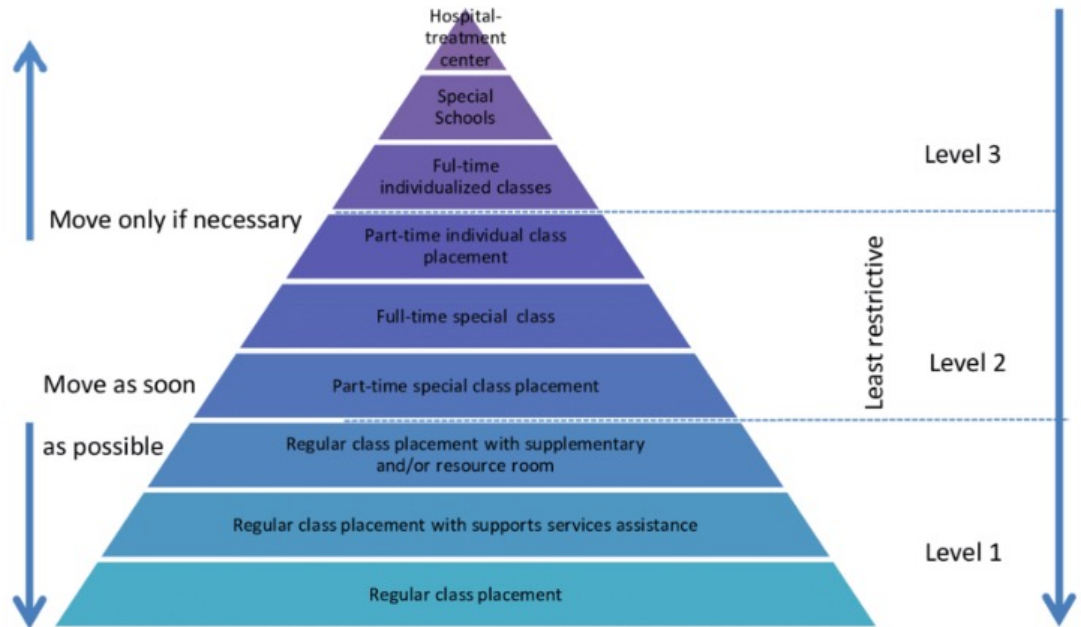 Hospital-
treatment
center
Special
Schools
Level 3
Ful-time
individualized classes
Move only if necessary
Part-time individual class
placement
Least restrictive
Full-time special class
Level 2
Move as soon
Part-time special class placement
as possible
Regular class placement with supplementary
and/or resource room
Regular class placement with supports services assistance
Level 1
Regular class placement